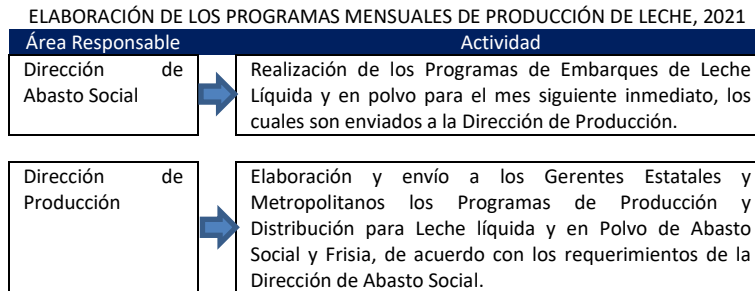 ELABORACIÓN DE LOS PROGRAMAS MENSUALES DE PRODUCCIÓN DE LECHE, 2021
Área Responsable Actividad
Dirección de
Abasto Social
Realización de los Programas de Embarques de Leche
Líquida y en polvo para el mes siguiente inmediato, los
cuales son enviados a la Dirección de Producción.
Dirección de
Producción
Elaboración y envío a los Gerentes Estatales y
Metropolitanos los Programas de Producción y
Distribución para Leche líquida y en Polvo de Abasto
Social y Frisia, de acuerdo con los requerimientos de la
Dirección de Abasto Social.